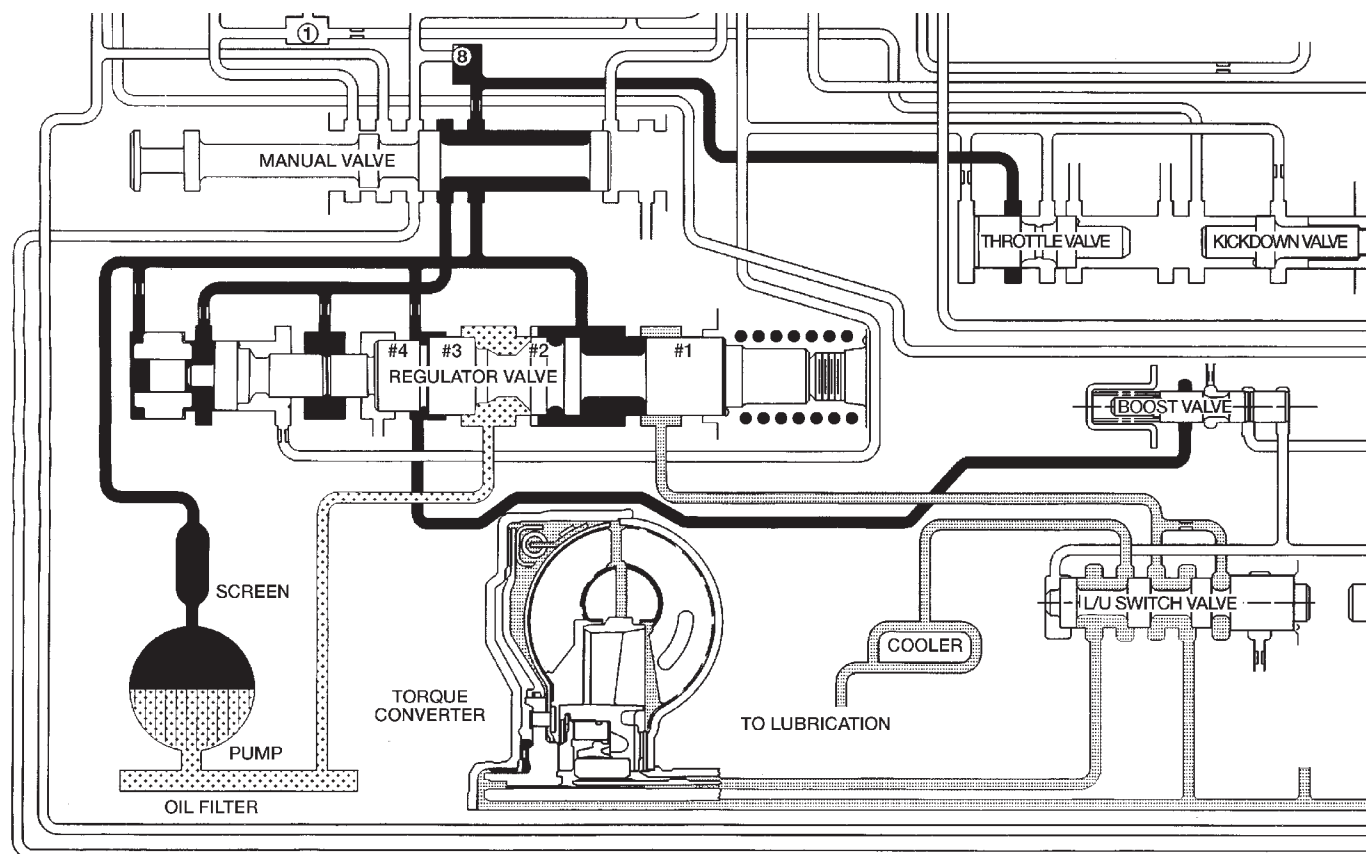 1
8
MANUAL VALVE
THROTTLE VALVE
KICKDOWN VALVE
#4
#3
#2
#1
REGULATOR VALVE
BOOST VALVE
SCREEN
L/U SWITCH VALVE
COOLER
TORQUE
CONVERTER
TO LUBRICATION
PUMP
OIL FILTER